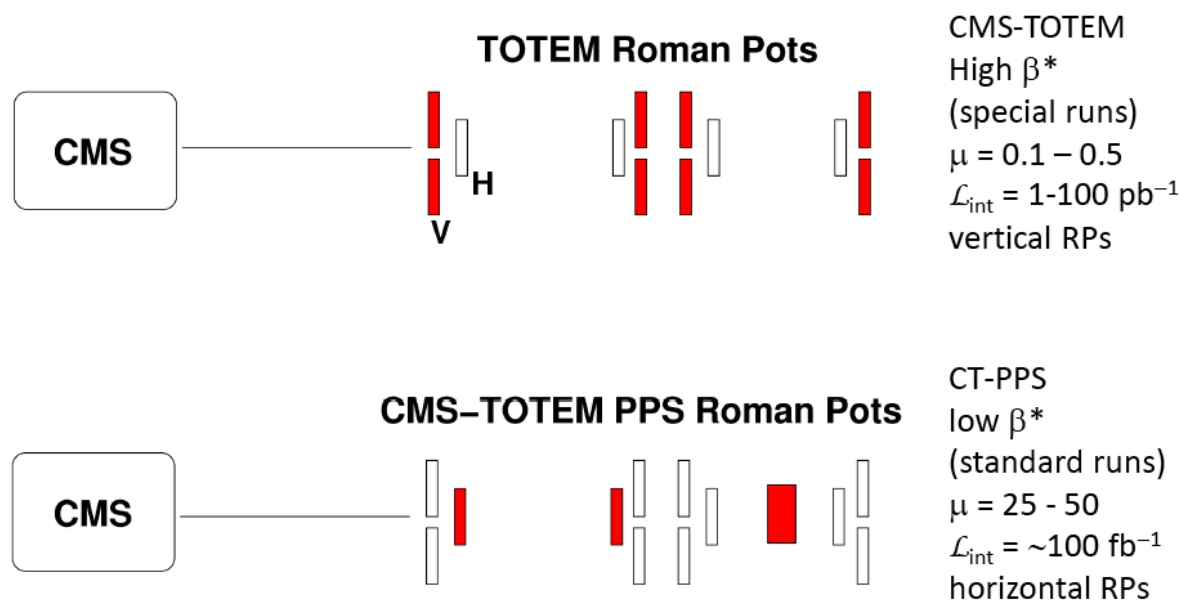 TOTEM Roman Pots
CMS
H
V
CMS-TOTEM
High β*
(special runs)
μ = 0.1 – 0.5
ℒint = 1-100 pb⁻¹
vertical RPs
CMS–TOTEM PPS Roman Pots
CMS
CT-PPS
low β*
(standard runs)
μ = 25 - 50
ℒint = ~100 fb⁻¹
horizontal RPs